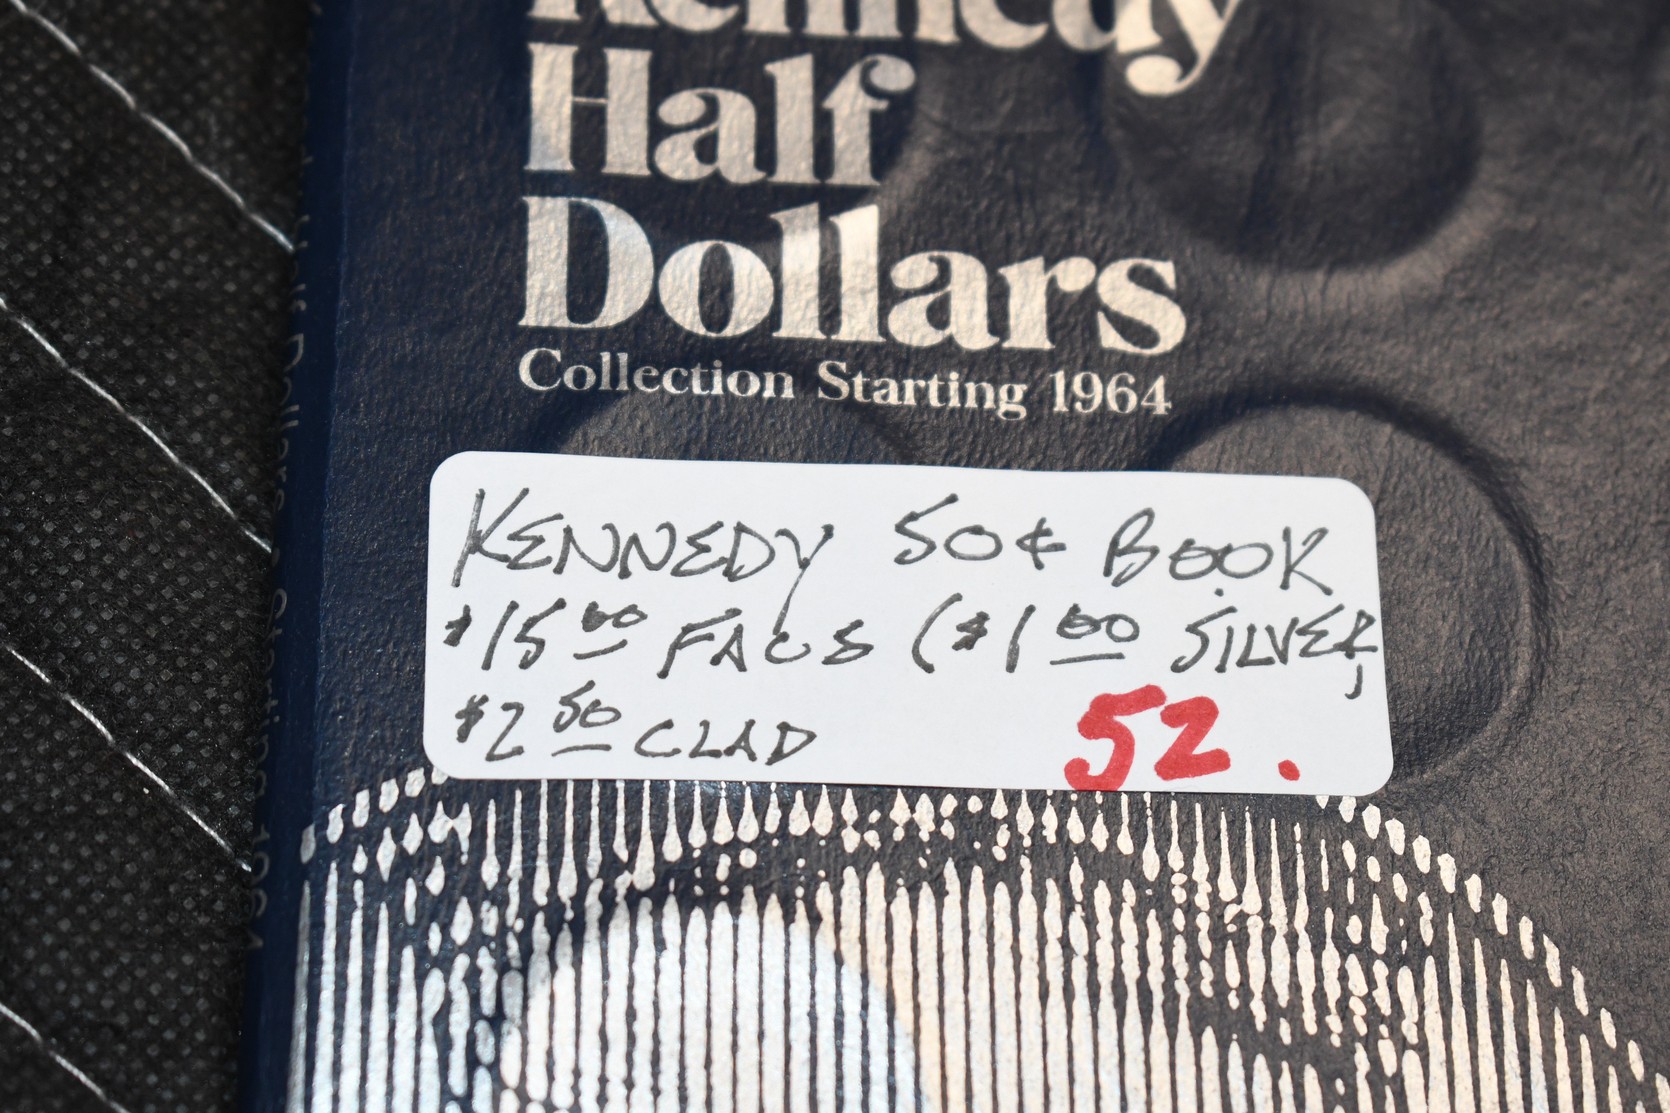 Kennedy
Half
Dollars
Collection Starting 1964
KENNEDY 50¢ BOOK
$15.00 FACE ($1.00 SILVER,
$2.50 CLAD
52.